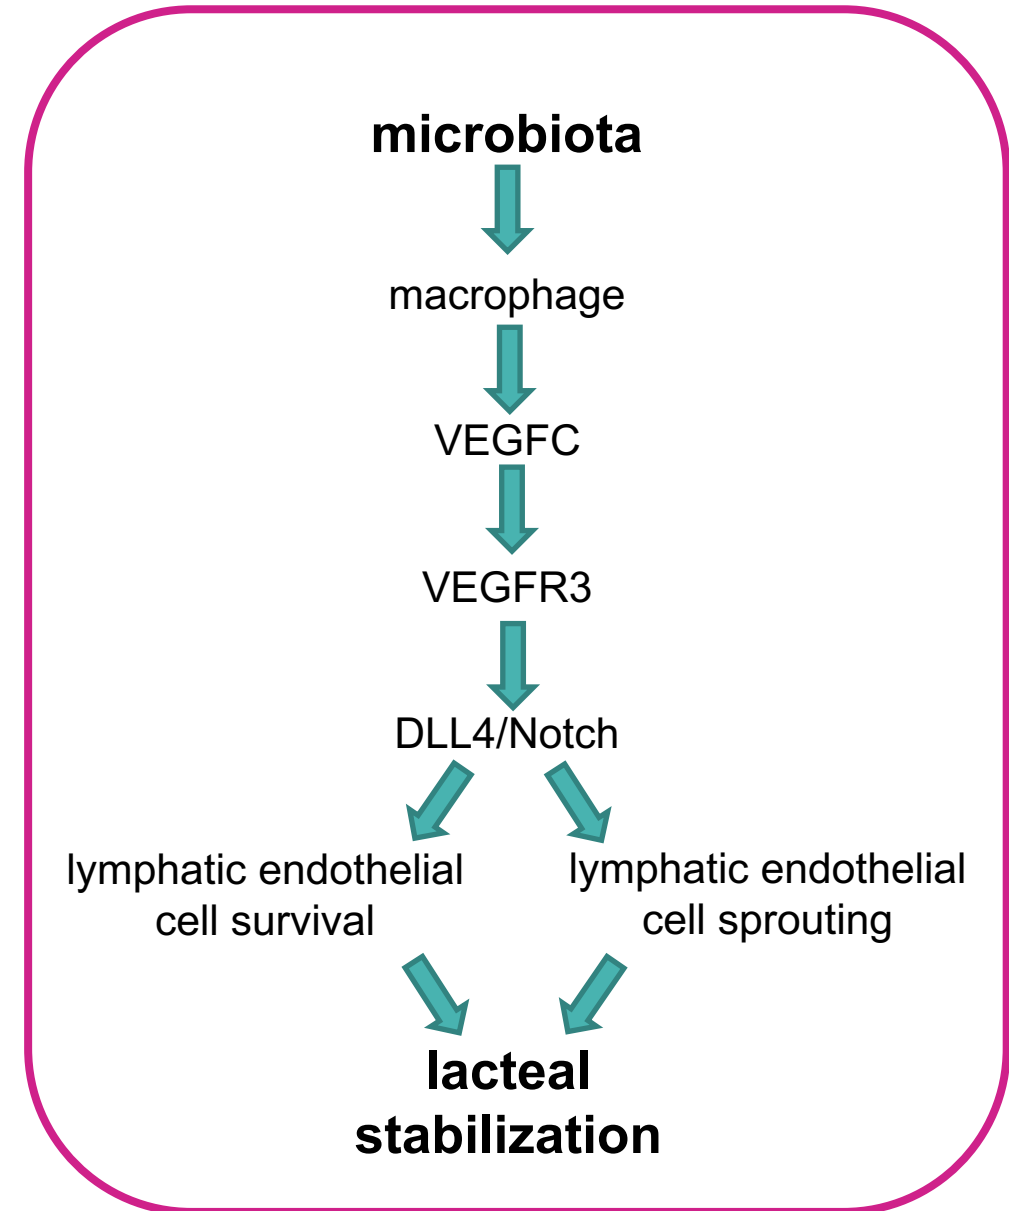 microbiota
macrophage
VEGFC
VEGFR3
DLL4/Notch
lymphatic endothelial
cell survival
lymphatic endothelial
cell sprouting
lacteal
stabilization